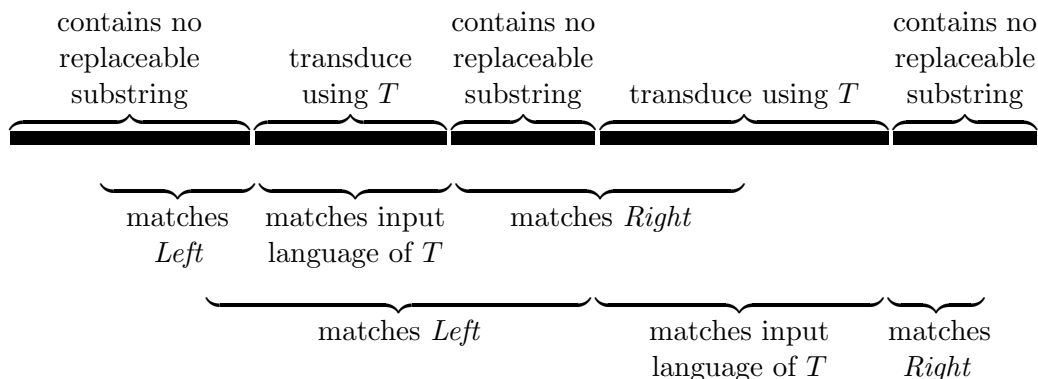 contains no
replaceable
substring
transduce
using T
contains no
replaceable
substring
transduce using T
contains no
replaceable
substring
matches
Left
matches input
language of T
matches Right
matches Left
matches input
language of T
matches
Right